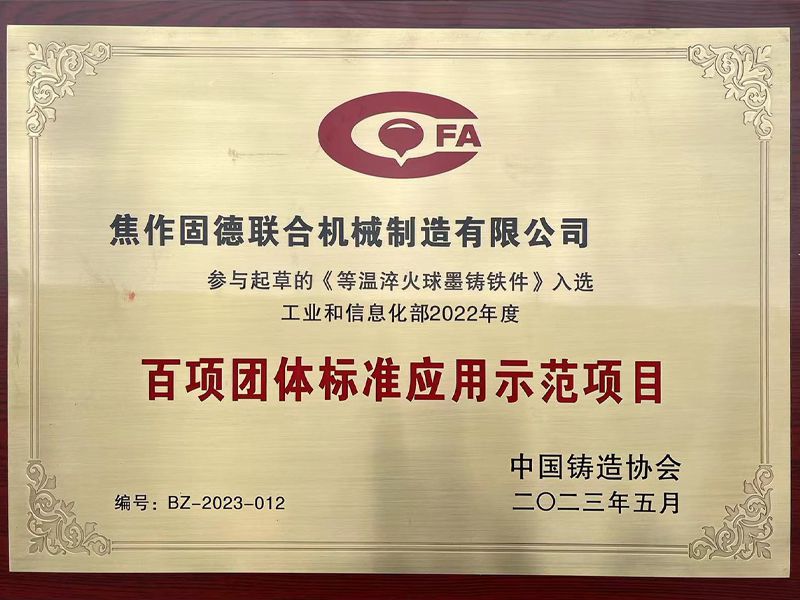 CFA
焦作固德联合机械制造有限公司
参与起草的《等温淬火球墨铸铁件》入选
工业和信息化部2022年度
百项团体标准应用示范项目
中国铸造协会
编号：BZ-2023-012
二〇二三年五月